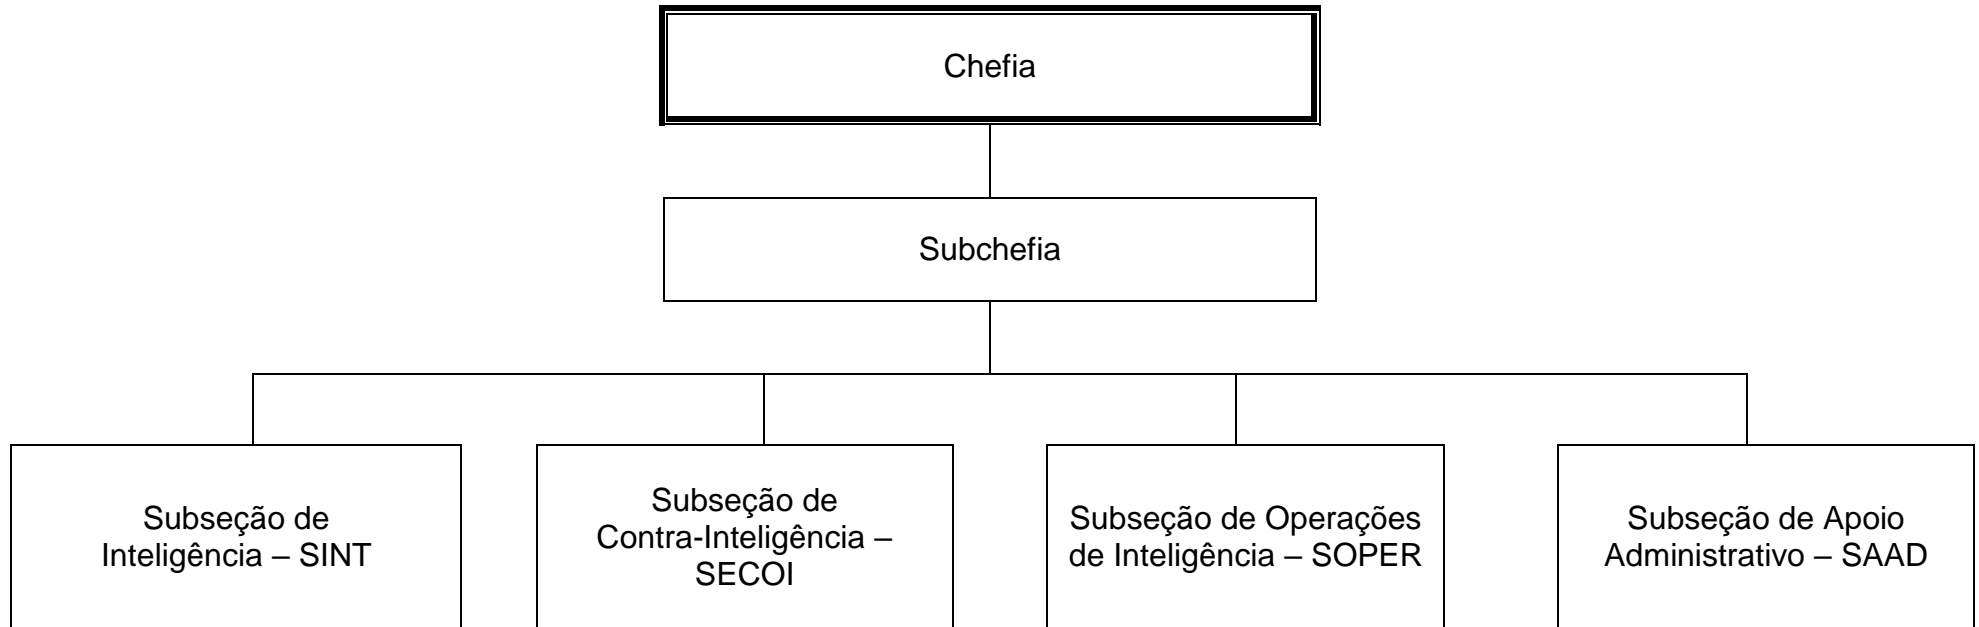 Chefia
Subchefia
Subseção de
Inteligência – SINT
Subseção de
Contra-Inteligência –
SECOI
Subseção de Operações
de Inteligência – SOPER
Subseção de Apoio
Administrativo – SAAD